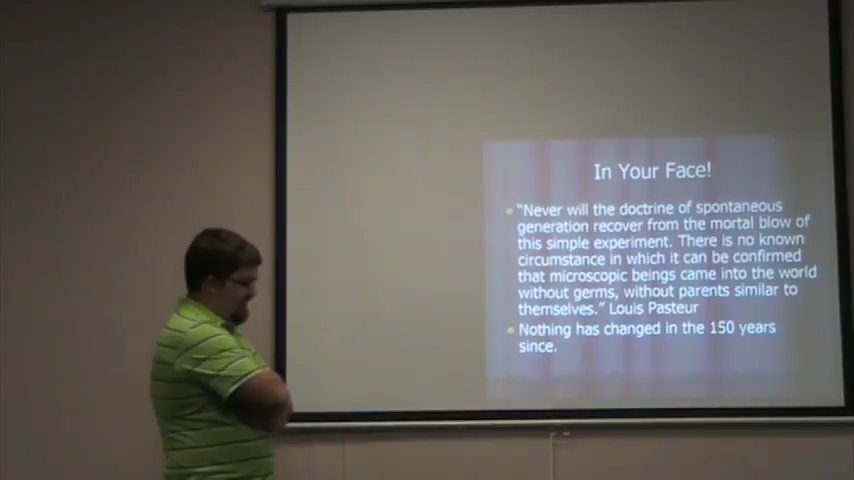 In Your Face!
"Never will the doctrine of spontaneous
generation recover from the mortal blow of
this simple experiment. There is no known
circumstance in which it can be confirmed
that microscopic beings came into the world
without germs, without parents similar to
themselves." Louis Pasteur
Nothing has changed in the 150 years
since.